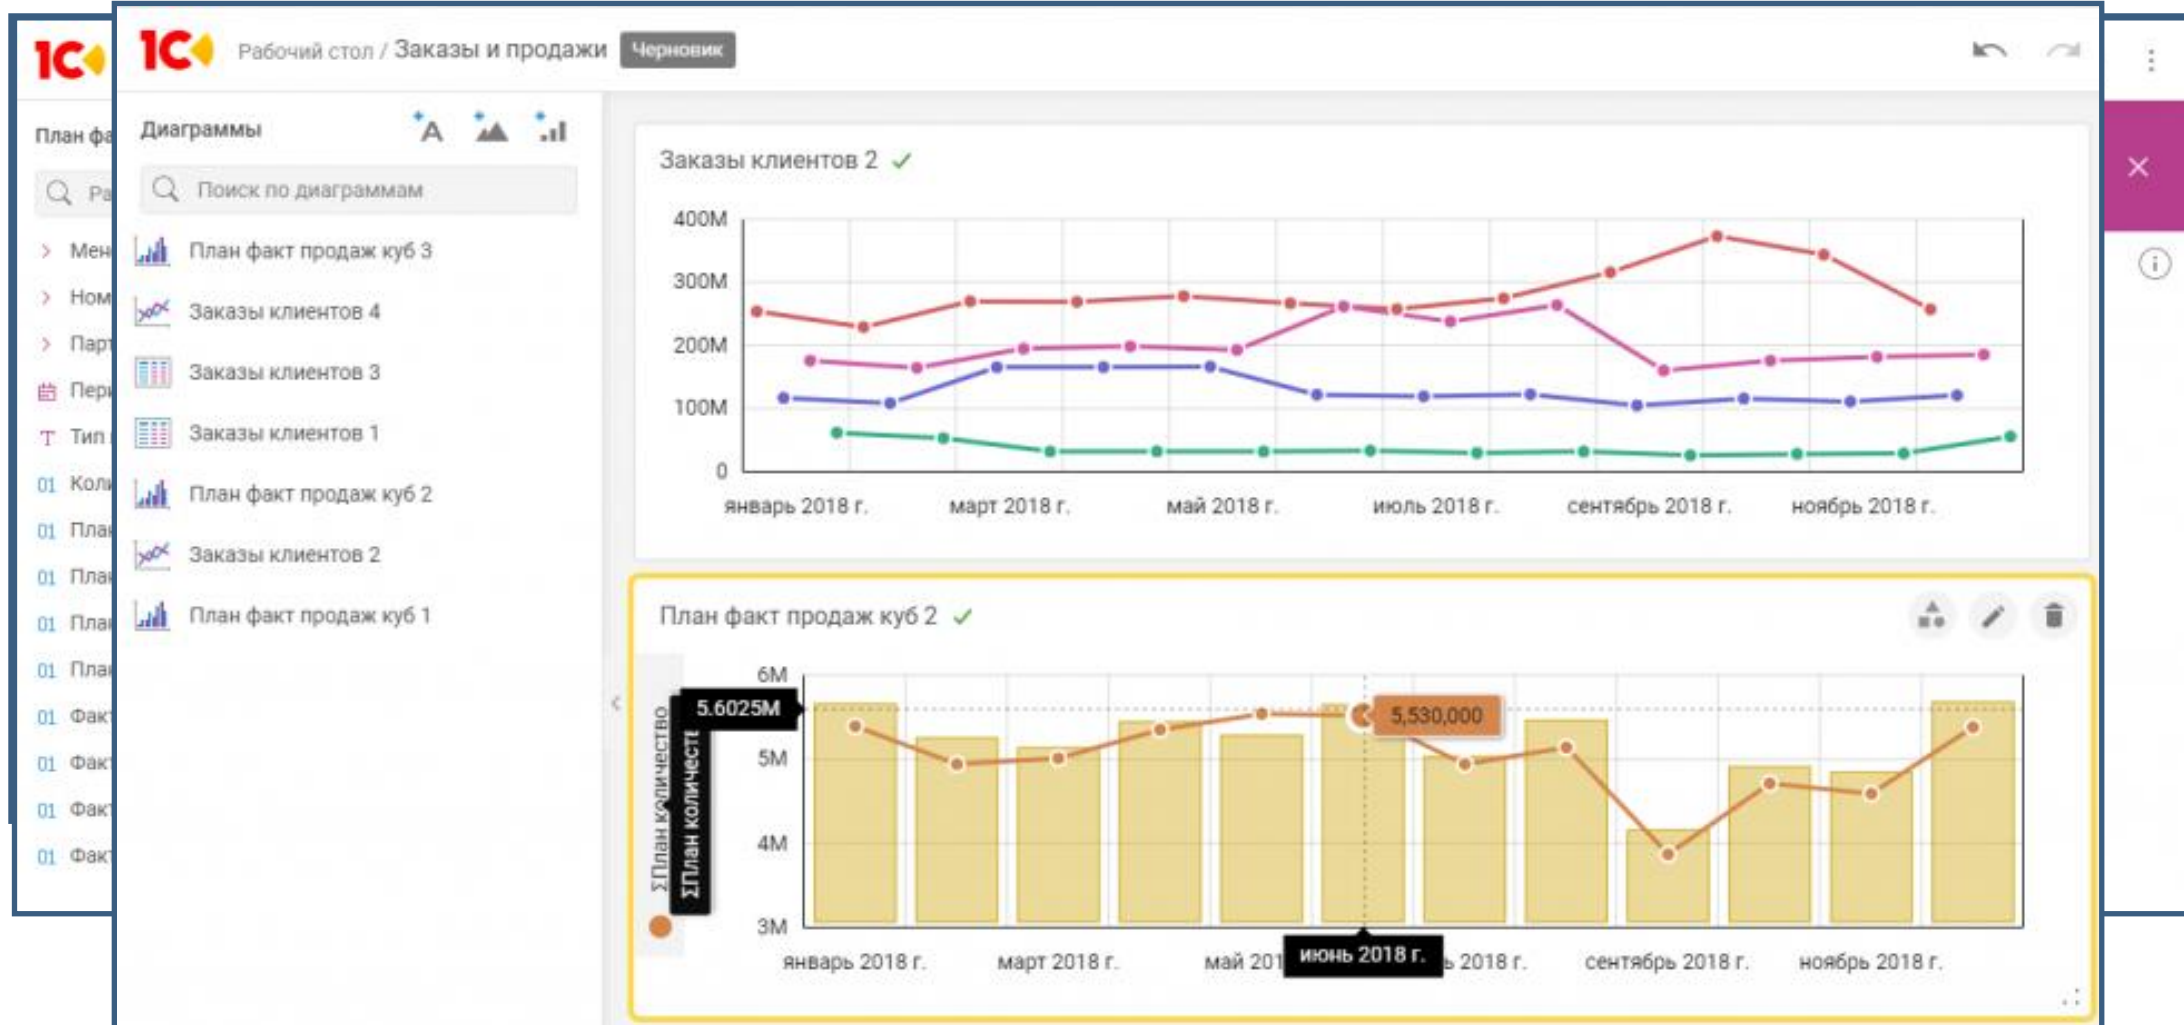 1С
1С
Рабочий стол / Заказы и продажи
Черновик
План фа
Ра
Мен
Ном
Парт
Пери
Тип
01 Коли
01 План
01 План
01 План
01 План
01 Факт
01 Факт
01 Факт
01 Факт
Диаграммы
Поиск по диаграммам
План факт продаж куб 3
Заказы клиентов 4
Заказы клиентов 3
Заказы клиентов 1
План факт продаж куб 2
Заказы клиентов 2
План факт продаж куб 1
Заказы клиентов 2
400M
300M
200M
100M
0
январь 2018 г.
март 2018 г.
май 2018 г.
июль 2018 г.
сентябрь 2018 г.
ноябрь 2018 г.
План факт продаж куб 2
6M
5.6025M
5,530,000
5M
4M
3M
ΣПлан количество
ΣПлан количеств
январь 2018 г.
март 2018 г.
май 201
июнь 2018 г.
ь 2018 г.
сентябрь 2018 г.
ноябрь 2018 г.